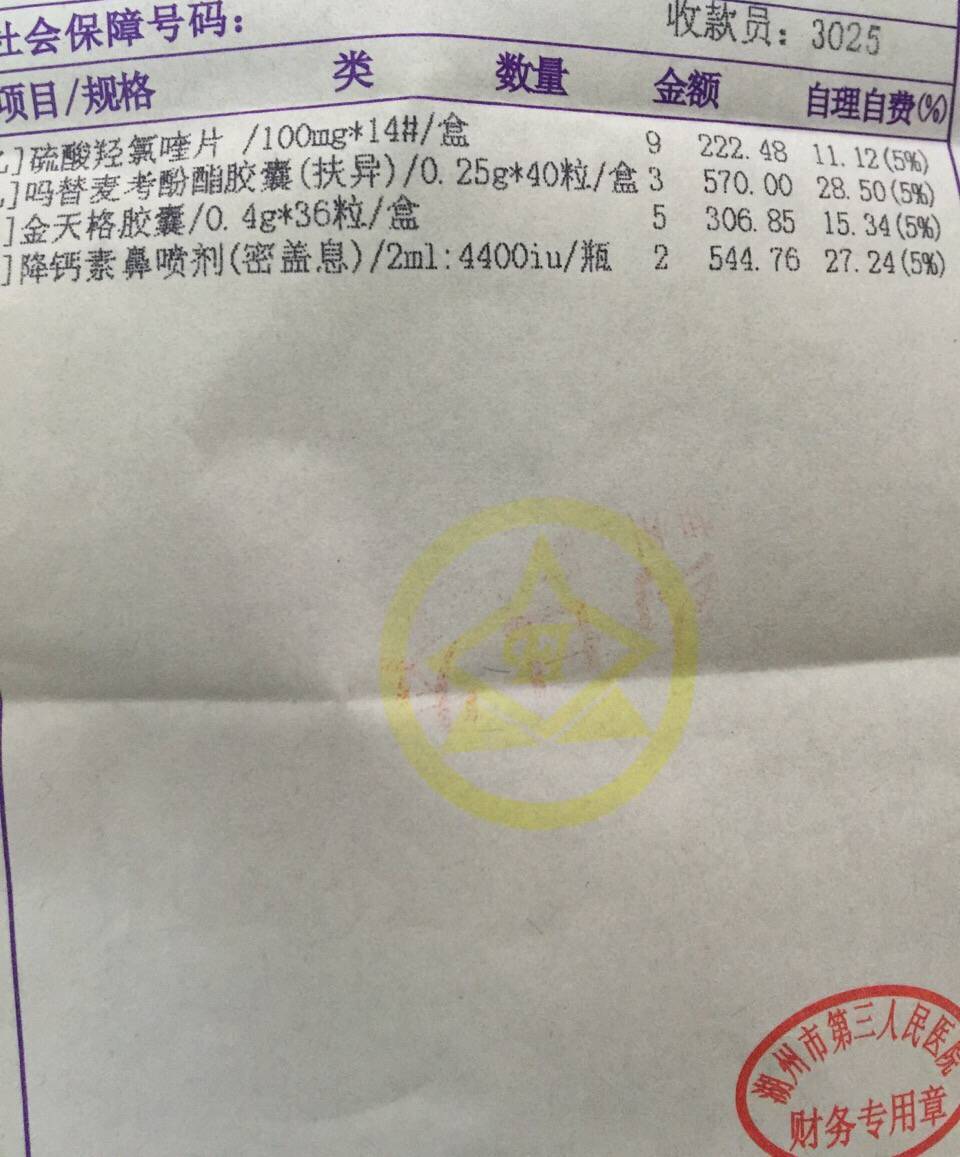 社会保障号码：
收款员：3025
项目/规格 类 数量 金额 自理自费(%)
]硫酸羟氯喹片 /100mg*14#/盒 9 222.48 11.12(5%)
]吗替麦考酚酯胶囊(扶异)/0.25g*40粒/盒 3 570.00 28.50(5%)
]金天格胶囊/0.4g*36粒/盒 5 306.85 15.34(5%)
]降钙素鼻喷剂(密盖息)/2ml:4400iu/瓶 2 544.76 27.24(5%)
州市第三人民医院
财务专用章